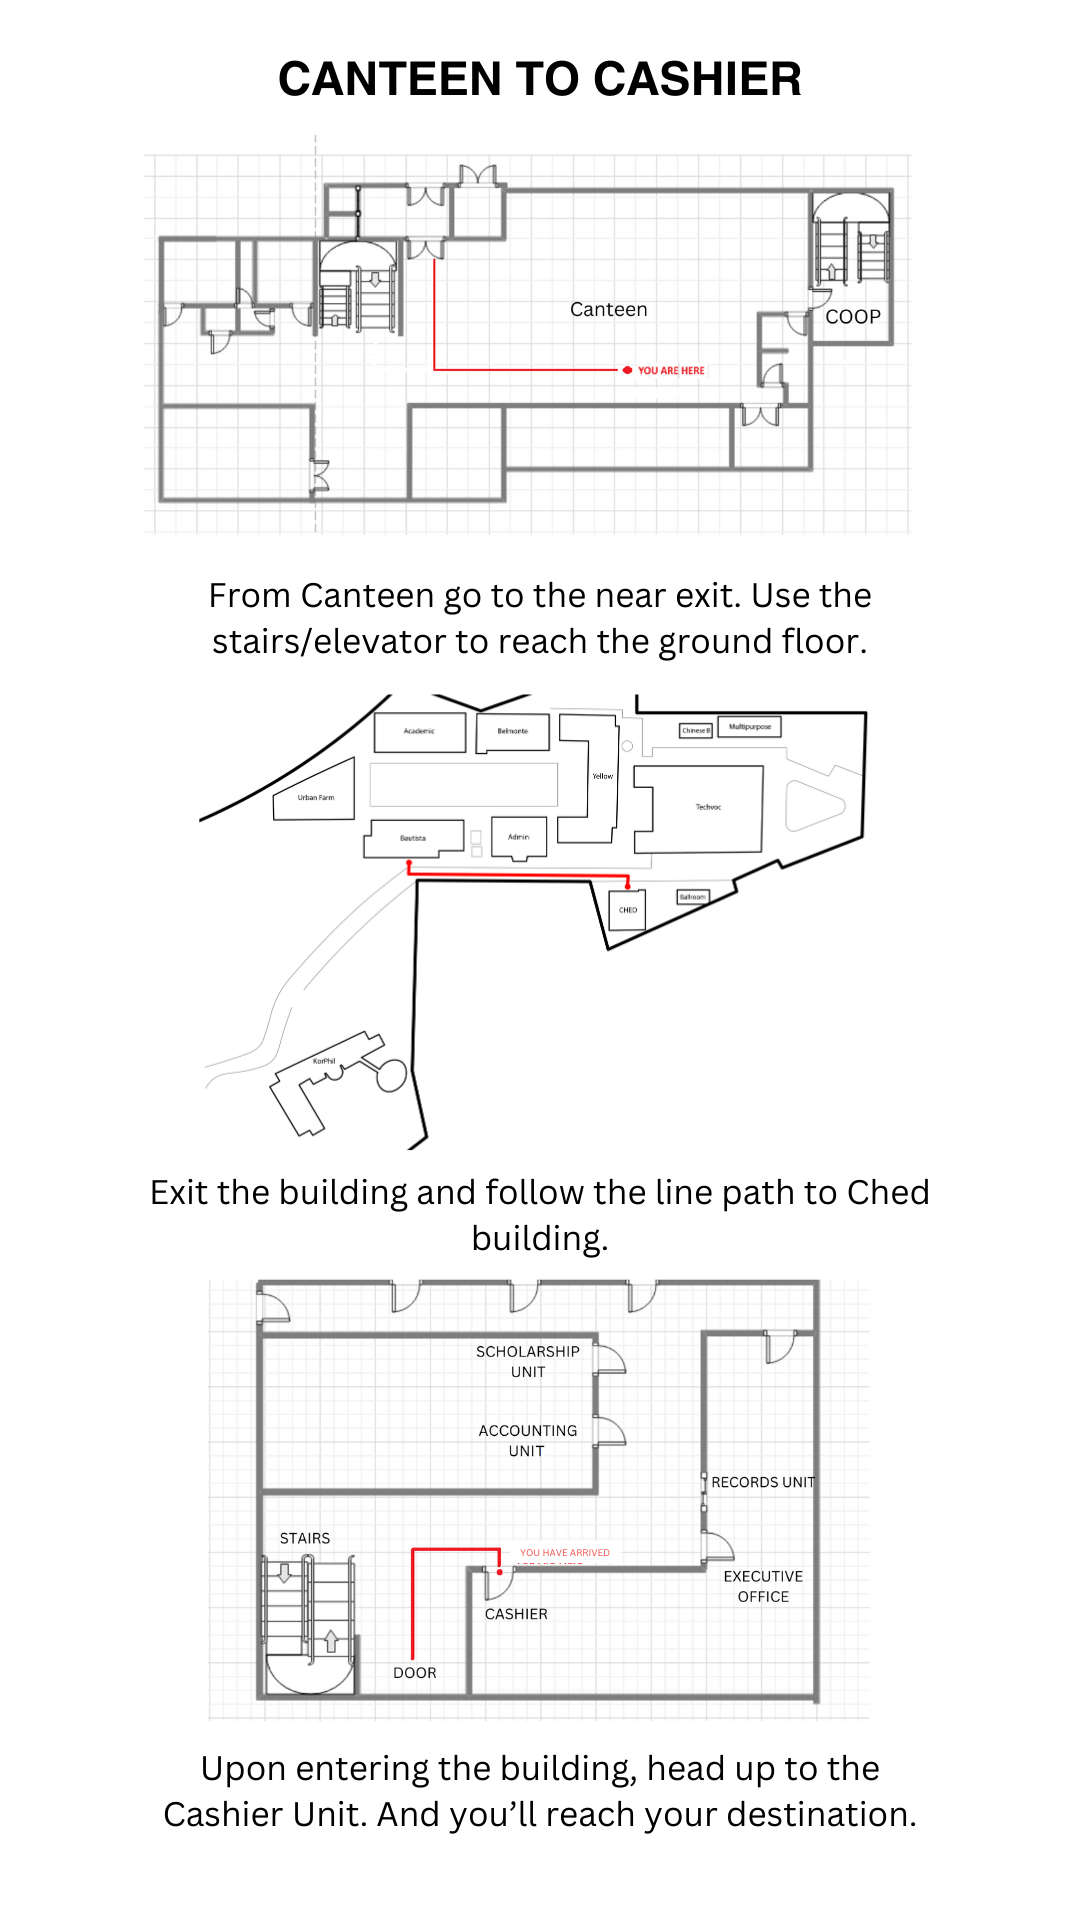 CANTEEN TO CASHIER
Canteen
COOP
YOU ARE HERE
From Canteen go to the near exit. Use the
stairs/elevator to reach the ground floor.
Academic
Belmonte
Chinese B
Multipurpose
Yellow
Urban Farm
Techvoc
Bautista
Admin
CHED
Ballroom
KorPhil
Exit the building and follow the line path to Ched
building.
SCHOLARSHIP
UNIT
ACCOUNTING
UNIT
RECORDS UNIT
STAIRS
YOU HAVE ARRIVED
EXECUTIVE
OFFICE
CASHIER
DOOR
Upon entering the building, head up to the
Cashier Unit. And you’ll reach your destination.